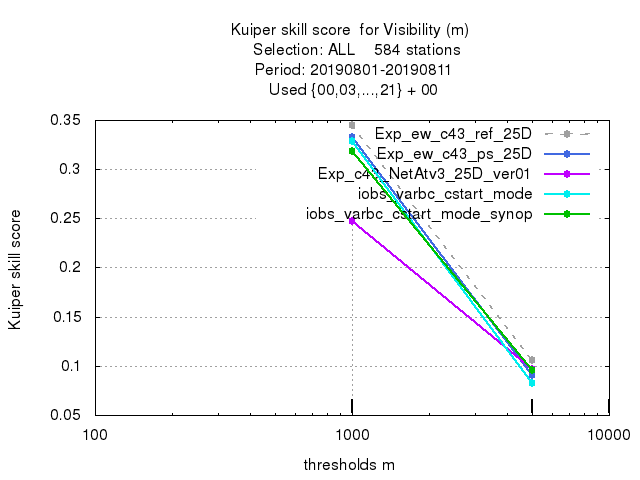 Kuiper skill score for Visibility (m)
Selection: ALL 584 stations
Period: 20190801-20190811
Used {00,03,...,21} + 00
0.35
0.3
0.25
0.2
0.15
0.1
0.05
Kuiper skill score
Exp_ew_c43_ref_25D
Exp_ew_c43_ps_25D
NetAtv3_25D_ver01
iobs_varbc_cstart_mode
iobs_varbc_cstart_mode_synop
100
1000
10000
thresholds m